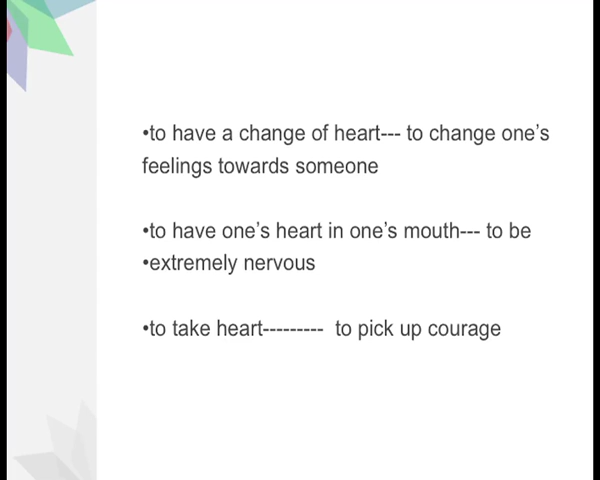 •to have a change of heart--- to change one’s
feelings towards someone
•to have one’s heart in one’s mouth--- to be
•extremely nervous
•to take heart--------- to pick up courage